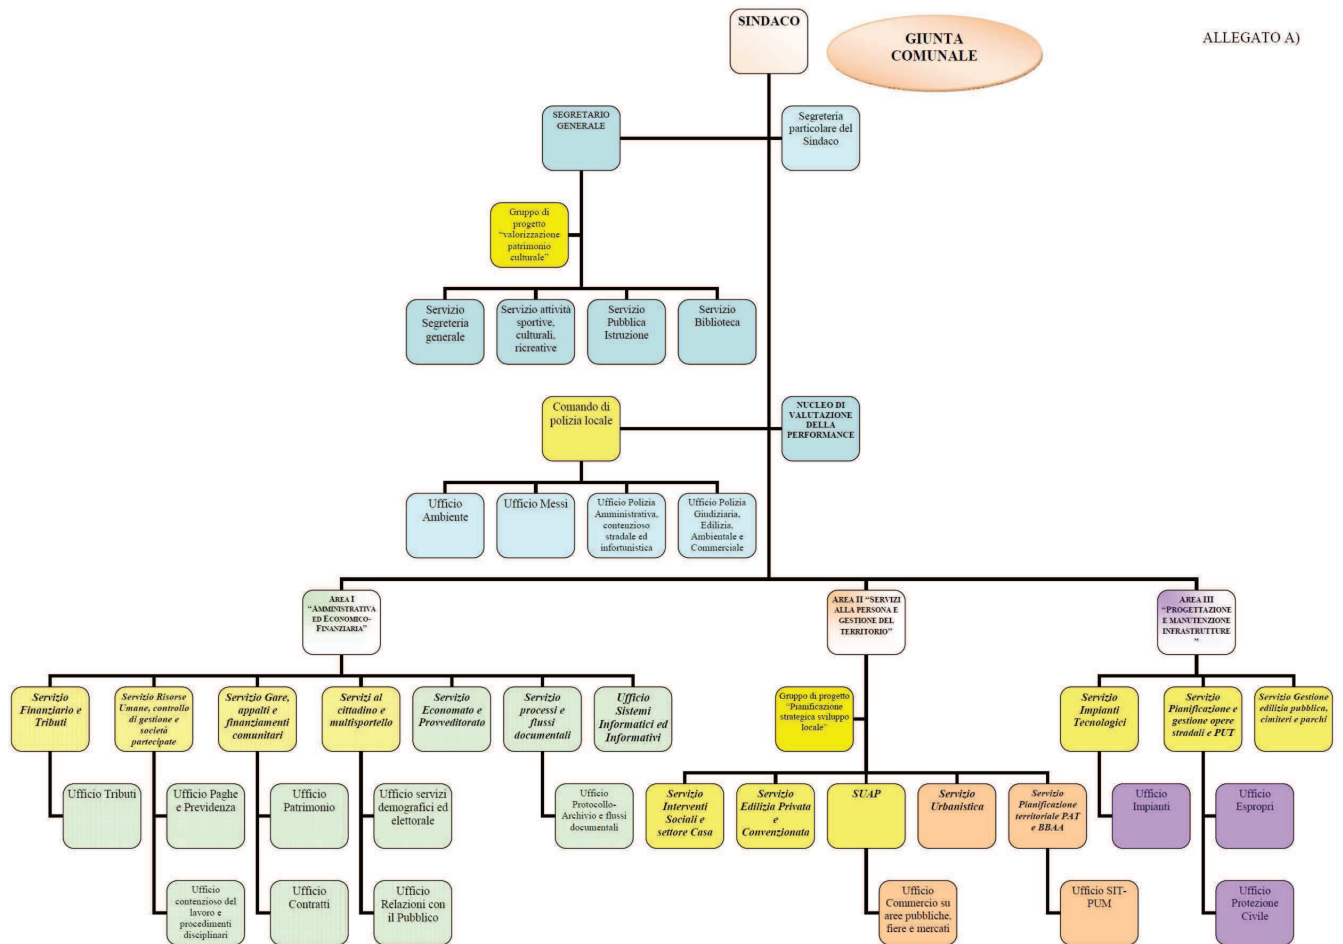 SINDACO
GIUNTA
COMUNALE
ALLEGATO A)
SEGRETARIO
GENERALE
Segreteria
particolare del
Sindaco
Gruppo di
progetto
“valorizzazione
patrimonio
culturale”
Servizio
Segreteria
generale
Servizio attività
sportive,
culturali,
ricreative
Servizio
Pubblica
Istruzione
Servizio
Biblioteca
Comando di
polizia locale
NUCLEO DI
VALUTAZIONE
DELLA
PERFORMANCE
Ufficio
Ambiente
Ufficio Messi
Ufficio Polizia
Amministrativa,
contenzioso
stradale ed
infortunistica
Ufficio Polizia
Giudiziaria,
Edilizia,
Ambientale e
Commerciale
AREA I
“AMMINISTRATIVA
ED ECONOMICO-
FINANZIARIA”
AREA II “SERVIZI
ALLA PERSONA E
GESTIONE DEL
TERRITORIO”
AREA III
“PROGETTAZIONE
E MANUTENZIONE
INFRASTRUTTURE
”
Servizio
Finanziario e
Tributi
Servizio Risorse
Umane, controllo
di gestione e
società
partecipate
Servizio Gare,
appalti e
finanziamenti
comunitari
Servizi al
cittadino e
multisportello
Servizio
Economato e
Provveditorato
Servizio
processi e
flussi
documentali
Ufficio
Sistemi
Informatici ed
Informativi
Gruppo di progetto
“Pianificazione
strategica sviluppo
locale”
Servizio
Impianti
Tecnologici
Servizio
Pianificazione e
gestione opere
stradali e PUT
Servizio Gestione
edilizia pubblica,
cimiteri e parchi
Ufficio Tributi
Ufficio Paghe
e Previdenza
Ufficio
Patrimonio
Ufficio servizi
demografici ed
elettorale
Ufficio
Protocollo-
Archivio e flussi
documentali
Servizio
Interventi
Sociali e
settore Casa
Servizio
Edilizia Privata
e
Convenzionata
SUAP
Servizio
Urbanistica
Servizio
Pianificazione
territoriale PAT
e BBAA
Ufficio
Impianti
Ufficio
Espropri
Ufficio
contenzioso del
lavoro e
procedimenti
disciplinari
Ufficio
Contratti
Ufficio
Relazioni con
il Pubblico
Ufficio
Commercio su
aree pubbliche,
fiere e mercati
Ufficio SIT-
PUM
Ufficio
Protezione
Civile